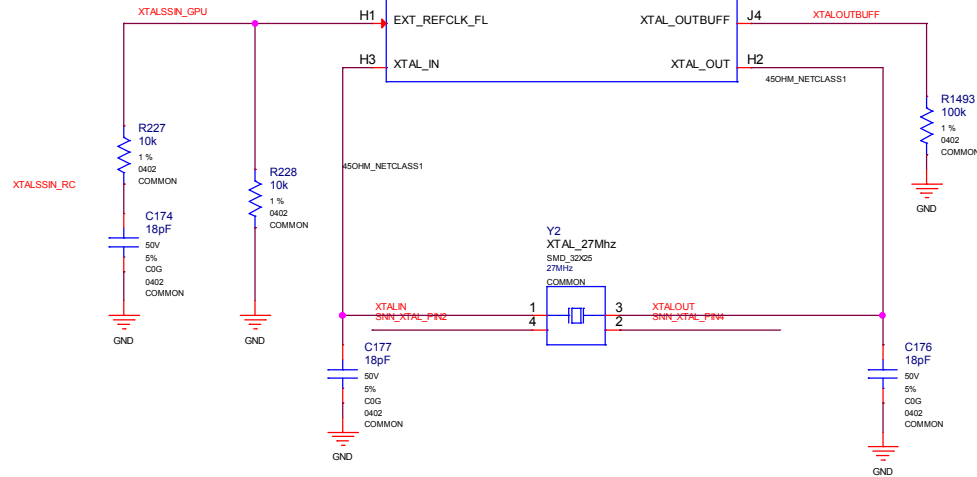 XTALSSIN_GPU
H1
EXT_REFCLK_FL
XTAL_OUTBUFF
J4
XTALOUTBUFF
H3
XTAL_IN
XTAL_OUT
H2
45OHM_NETCLASS1
R1493
100k
1 %
0402
COMMON
GND
R227
10k
1 %
0402
COMMON
XTALSSIN_RC
45OHM_NETCLASS1
R228
10k
1 %
0402
COMMON
C174
18pF
50V
5%
C0G
0402
COMMON
GND
GND
Y2
XTAL_27Mhz
SMD_32X25
27MHz
COMMON
XTALIN
1
3
XTALOUT
SNN_XTAL_PIN2
4
2
SNN_XTAL_PIN4
C177
18pF
50V
5%
C0G
0402
COMMON
GND
C176
18pF
50V
5%
C0G
0402
COMMON
GND